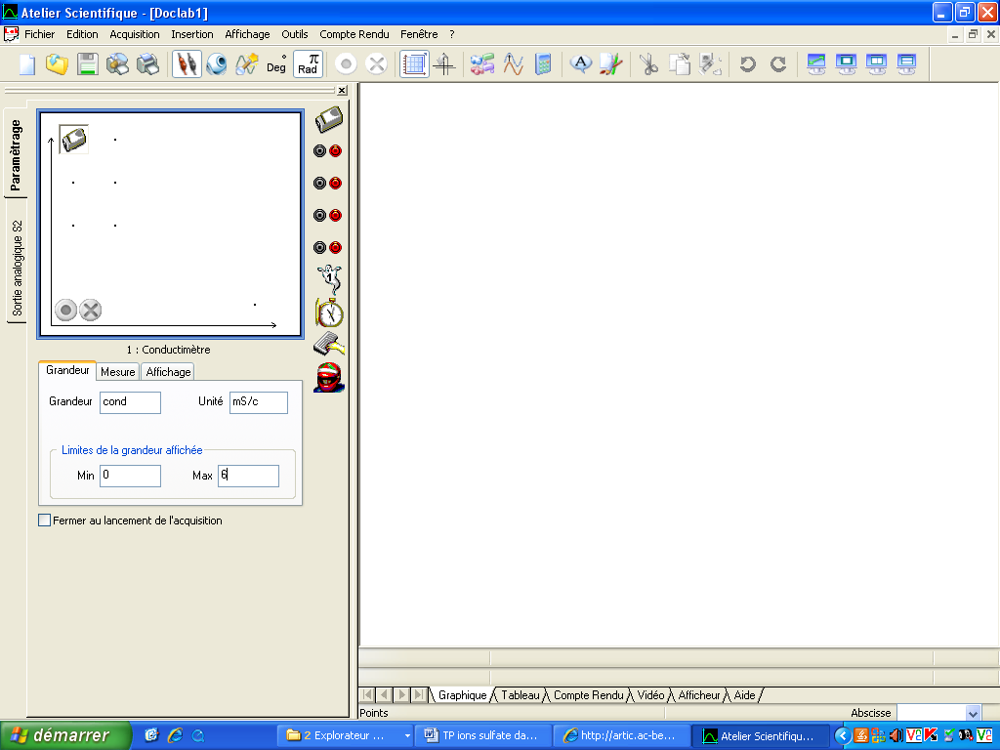 Atelier Scientifique - [Doclab1]
Fichier Edition Acquisition Insertion Affichage Outils Compte Rendu Fenêtre ?
Deg° π Rad
Paramètrage
Sortie analogique S2
1
1 : Conductimètre
Grandeur Mesure Affichage
Grandeur cond Unité mS/c
Limites de la grandeur affichée
Min 0 Max 6
Fermer au lancement de l'acquisition
Graphique Tableau Compte Rendu Vidéo Afficheur Aide
Points Abscisse
démarrer 2 Explorateur ... TP ions sulfate da... http://artic.ac-be... Atelier Scientifiqu...